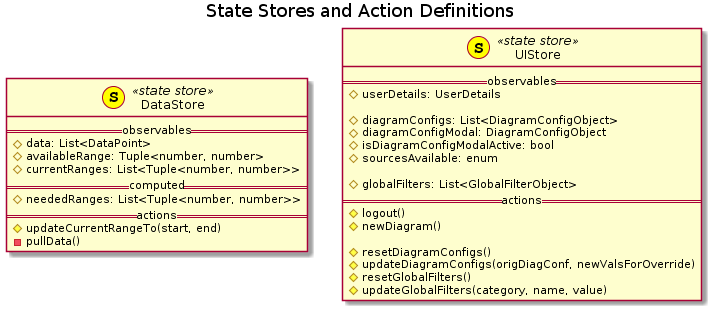 State Stores and Action Definitions
S
«state store»
DataStore
observables
data: List<DataPoint>
availableRange: Tuple<number, number>
currentRanges: List<Tuple<number, number>>
computed
neededRanges: List<Tuple<number, number>>
actions
updateCurrentRangeTo(start, end)
pullData()
S
«state store»
UIStore
observables
userDetails: UserDetails
diagramConfigs: List<DiagramConfigObject>
diagramConfigModal: DiagramConfigObject
isDiagramConfigModalActive: bool
sourcesAvailable: enum
globalFilters: List<GlobalFilterObject>
actions
logout()
newDiagram()
resetDiagramConfigs()
updateDiagramConfigs(origDiagConf, newValsForOverride)
resetGlobalFilters()
updateGlobalFilters(category, name, value)